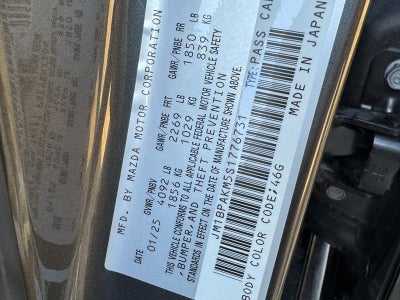 MFD. BY MAZDA MOTOR CORPORATION
DATE GVWR/PNBV GAWR/PNBE FRT GAWR/PNBE RR
01/25 4092 LB 2269 LB 1850 LB
1856 KG 1029 KG 839 KG
THIS VEHICLE CONFORMS TO ALL APPLICABLE FEDERAL MOTOR VEHICLE SAFETY
-BUMPER, AND THEFT PREVENTION
STANDARDS IN EFFECT ON THE DATE OF MANUFACTURE SHOWN ABOVE.
JM1BPAKM5S1776731 TYPE:PASS CAR
MADE IN JAPAN
BODY COLOR CODE:46G